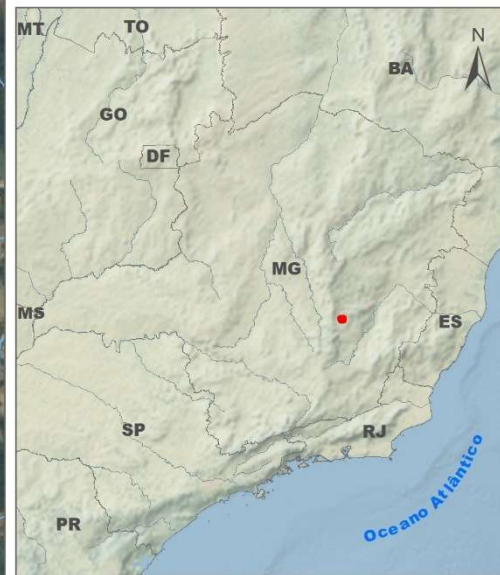 MT
TO
N
BA
GO
DF
MG
MS
ES
SP
RJ
PR
Oceano Atlântico